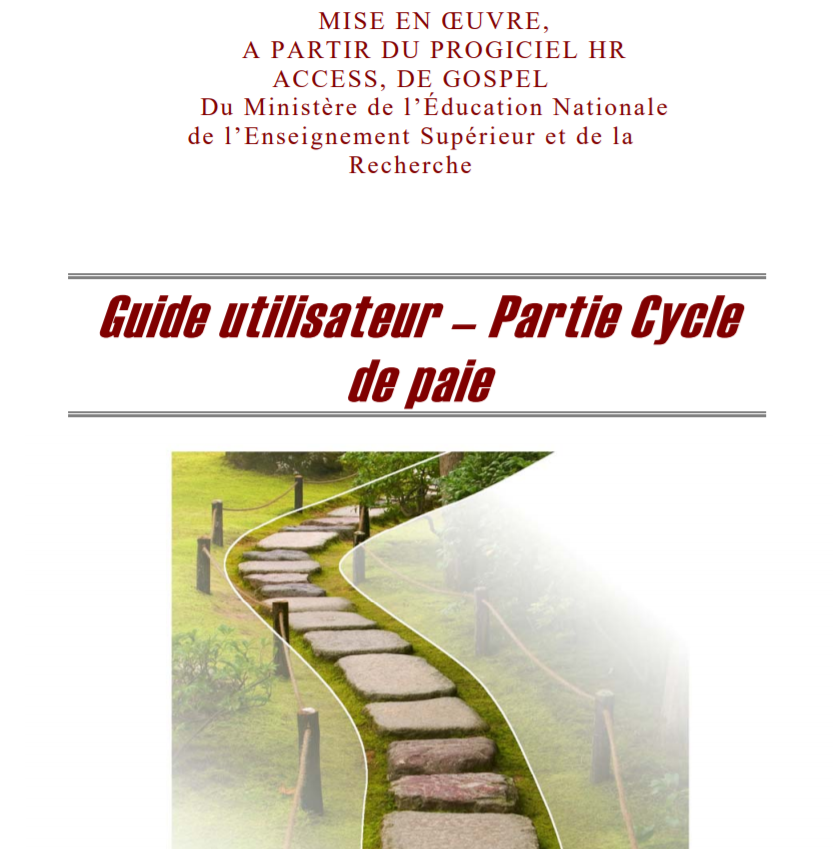 MISE EN ŒUVRE,
A PARTIR DU PROGICIEL HR
ACCESS, DE GOSPEL
Du Ministère de l’Éducation Nationale
de l’Enseignement Supérieur et de la
Recherche
Guide utilisateur – Partie Cycle
de paie